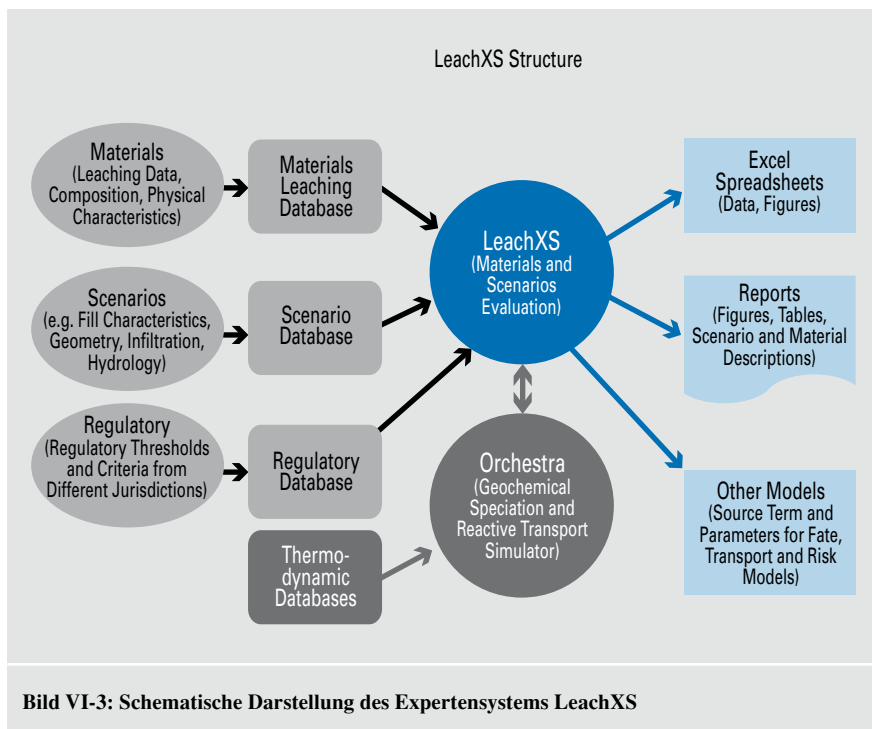 LeachXS Structure
Materials
(Leaching Data,
Composition, Physical
Characteristics)
Materials
Leaching
Database
Scenarios
(e.g. Fill Characteristics,
Geometry, Infiltration,
Hydrology)
Scenario
Database
Regulatory
(Regulatory Thresholds
and Criteria from
Different Jurisdictions)
Regulatory
Database
Thermo-
dynamic
Databases
LeachXS
(Materials and
Scenarios
Evaluation)
Orchestra
(Geochemical
Speciation and
Reactive Transport
Simulator)
Excel
Spreadsheets
(Data, Figures)
Reports
(Figures, Tables,
Scenario and Material
Descriptions)
Other Models
(Source Term and
Parameters for Fate,
Transport and Risk
Models)
Bild VI-3: Schematische Darstellung des Expertensystems LeachXS